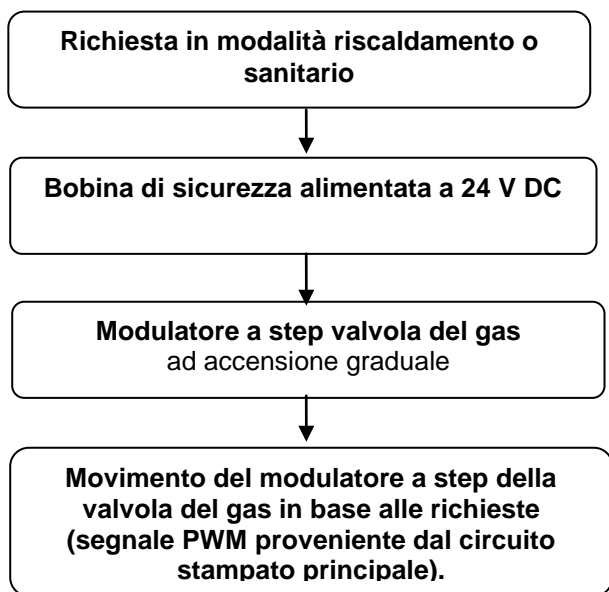 Richiesta in modalità riscaldamento o
sanitario
Bobina di sicurezza alimentata a 24 V DC
Modulatore a step valvola del gas
ad accensione graduale
Movimento del modulatore a step della
valvola del gas in base alle richieste
(segnale PWM proveniente dal circuito
stampato principale).